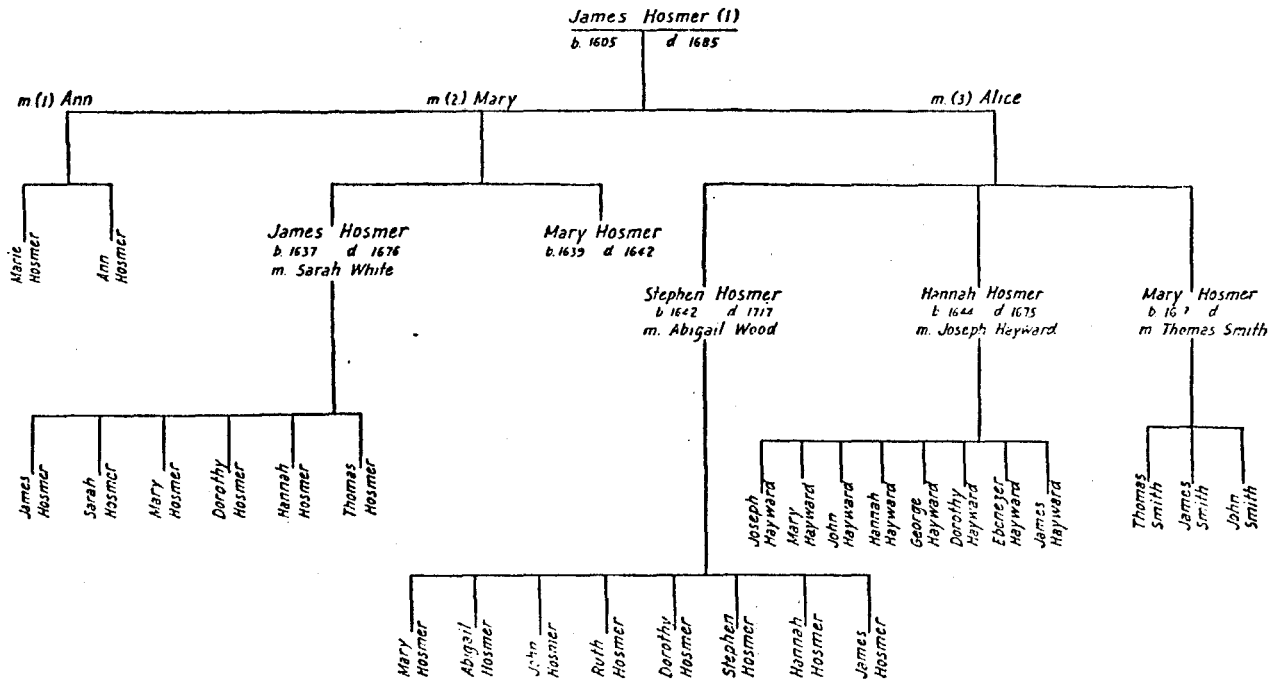 James Hosmer (1)
b. 1605 d 1685
m (1) Ann
m (2) Mary
m. (3) Alice
Marie
Hosmer
Ann
Hosmer
James Hosmer
b. 1637 d 1676
m. Sarah White
Mary Hosmer
b. 1639 d 1642
Stephen Hosmer
b 1642 d 1717
m. Abigail Wood
Hannah Hosmer
b 1644 d 1675
m. Joseph Hayward
Mary Hosmer
b d
m Thomas Smith
James
Hosmer
Sarah
Hosmer
Mary
Hosmer
Dorothy
Hosmer
Hannah
Hosmer
Thomas
Hosmer
Joseph
Hayward
Mary
Hayward
John
Hayward
Hannah
Hayward
George
Hayward
Dorothy
Hayward
Ebenezer
Hayward
James
Hayward
Thomas
Smith
James
Smith
John
Smith
Mary
Hosmer
Abigail
Hosmer
John
Hosmer
Ruth
Hosmer
Dorothy
Hosmer
Stephen
Hosmer
Hannah
Hosmer
James
Hosmer